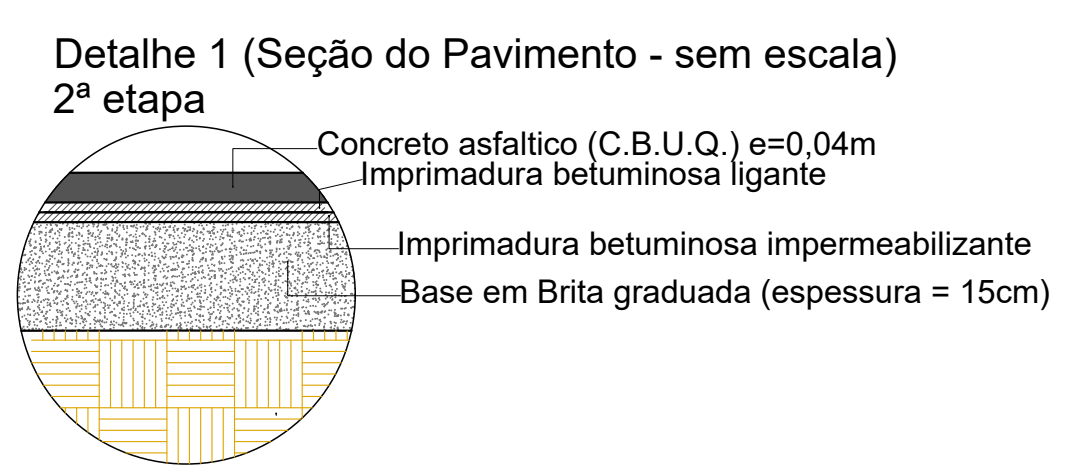 Detalhe 1 (Seção do Pavimento - sem escala)
2ª etapa
Concreto asfaltico (C.B.U.Q.) e=0,04m
Imprimadura betuminosa ligante
Imprimadura betuminosa impermeabilizante
Base em Brita graduada (espessura = 15cm)